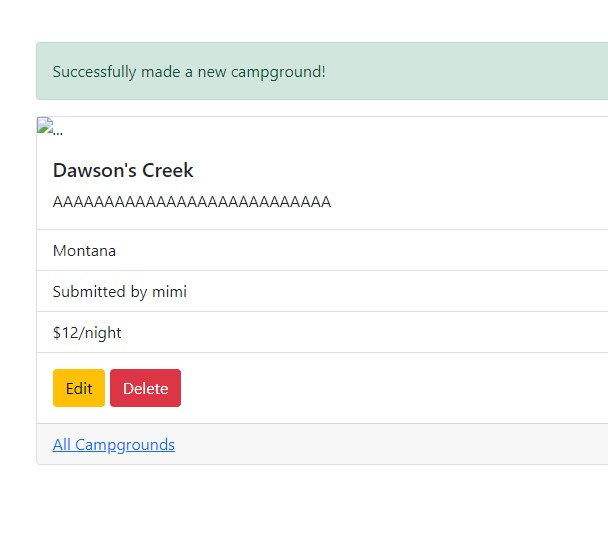 Successfully made a new campground!
...
Dawson's Creek
AAAAAAAAAAAAAAAAAAAAAAAAAAA
Montana
Submitted by mimi
$12/night
Edit Delete
All Campgrounds